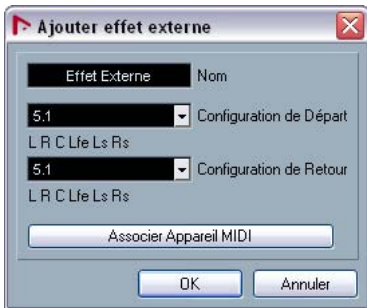 Ajouter effet externe
Effet Externe Nom
5.1 Configuration de Départ
L R C Lfe Ls Rs
5.1 Configuration de Retour
L R C Lfe Ls Rs
Associer Appareil MIDI
OK Annuler